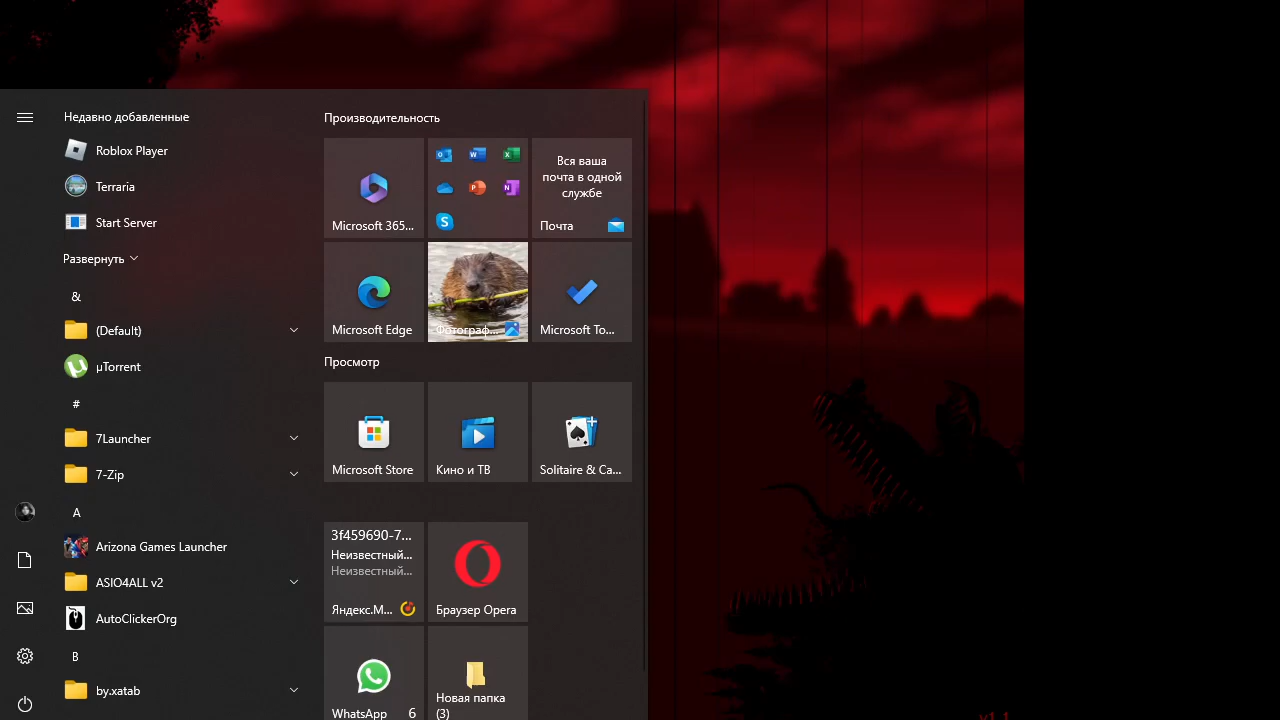 Недавно добавленные
Roblox Player
Terraria
Start Server
Развернуть
&
(Default)
µTorrent
#
7Launcher
7-Zip
A
Arizona Games Launcher
ASIO4ALL v2
AutoClickerOrg
B
by.xatab
Производительность
Microsoft 365...
Вся ваша
почта в одной
службе
Почта
Microsoft Edge
Фотограф...
Microsoft To...
Просмотр
Microsoft Store
Кино и ТВ
Solitaire & Ca...
3f459690-7...
Неизвестный...
Неизвестный...
Яндекс.М...
Браузер Opera
WhatsApp 6
Новая папка
(3)
v1.1